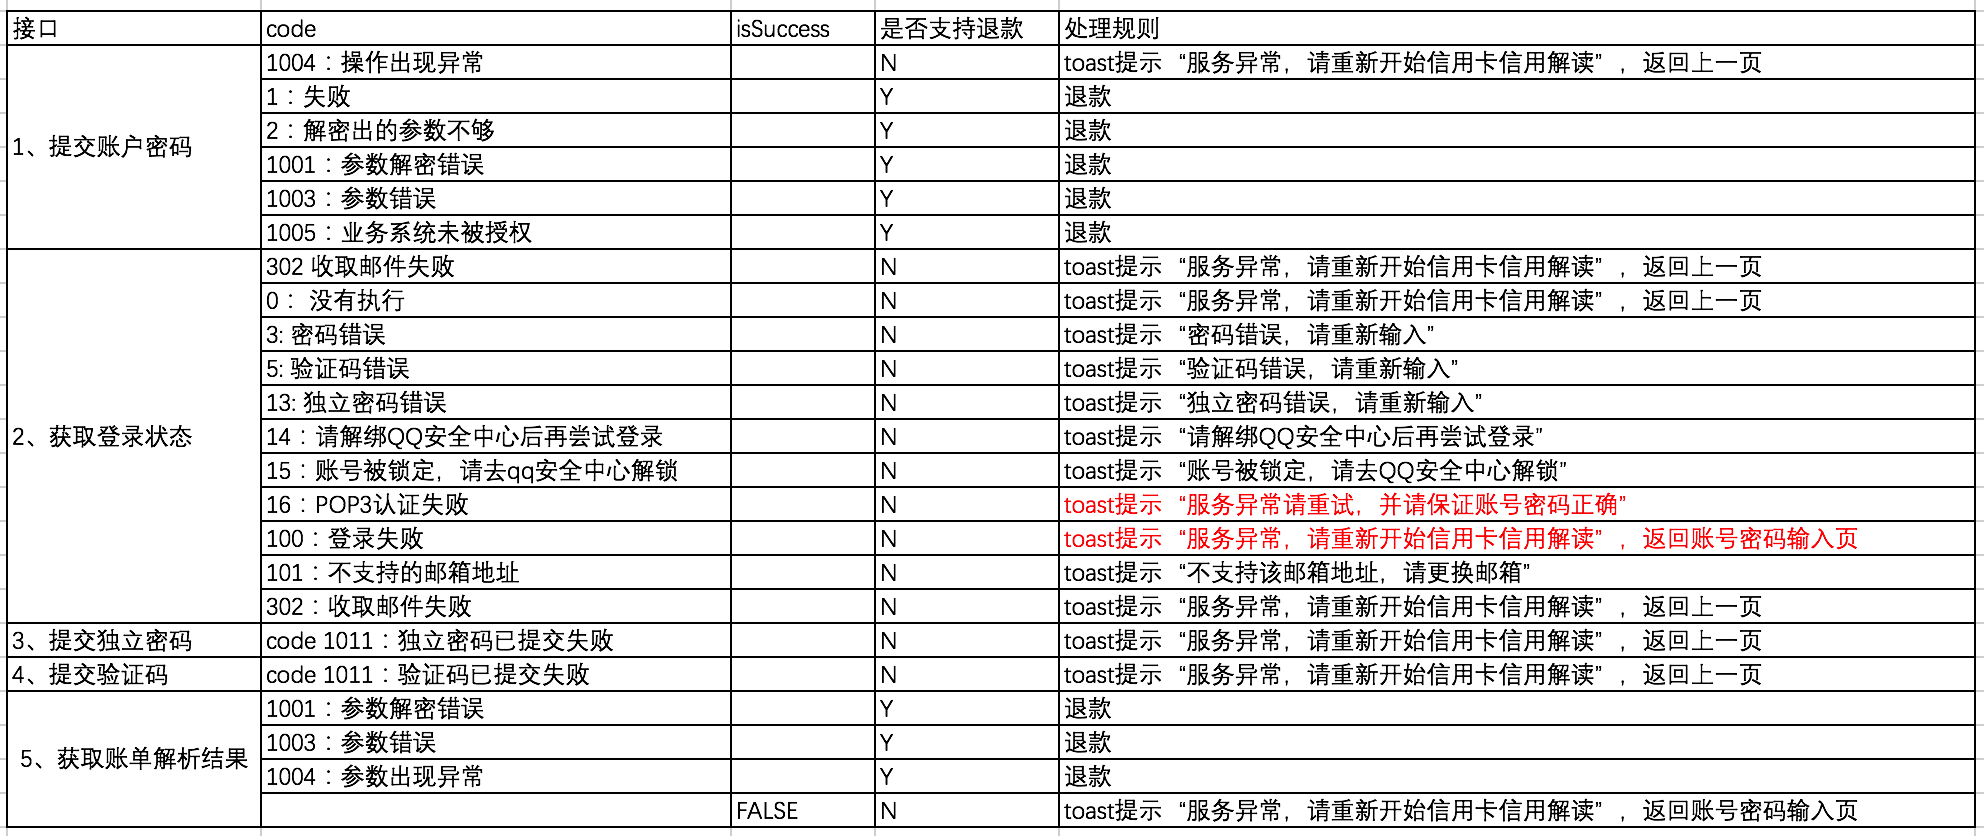 接口 code isSuccess 是否支持退款 处理规则
1、提交账户密码
1004：操作出现异常 N toast提示 “服务异常，请重新开始信用卡信用解读” ，返回上一页
1：失败 Y 退款
2：解密出的参数不够 Y 退款
1001：参数解密错误 Y 退款
1003：参数错误 Y 退款
1005：业务系统未被授权 Y 退款
2、获取登录状态
302 收取邮件失败 N toast提示 “服务异常，请重新开始信用卡信用解读” ，返回上一页
0： 没有执行 N toast提示 “服务异常，请重新开始信用卡信用解读” ，返回上一页
3: 密码错误 N toast提示 “密码错误，请重新输入”
5: 验证码错误 N toast提示 “验证码错误，请重新输入”
13: 独立密码错误 N toast提示 “独立密码错误，请重新输入”
14：请解绑QQ安全中心后再尝试登录 N toast提示 “请解绑QQ安全中心后再尝试登录”
15：账号被锁定，请去qq安全中心解锁 N toast提示 “账号被锁定，请去QQ安全中心解锁”
16：POP3认证失败 N toast提示 “服务异常请重试，并请保证账号密码正确”
100：登录失败 N toast提示 “服务异常，请重新开始信用卡信用解读” ，返回账号密码输入页
101：不支持的邮箱地址 N toast提示 “不支持该邮箱地址，请更换邮箱”
302：收取邮件失败 N toast提示 “服务异常，请重新开始信用卡信用解读” ，返回上一页
3、提交独立密码 code 1011：独立密码已提交失败 N toast提示 “服务异常，请重新开始信用卡信用解读” ，返回上一页
4、提交验证码 code 1011：验证码已提交失败 N toast提示 “服务异常，请重新开始信用卡信用解读” ，返回上一页
5、获取账单解析结果
1001：参数解密错误 Y 退款
1003：参数错误 Y 退款
1004：参数出现异常 Y 退款
FALSE N toast提示 “服务异常，请重新开始信用卡信用解读” ，返回账号密码输入页